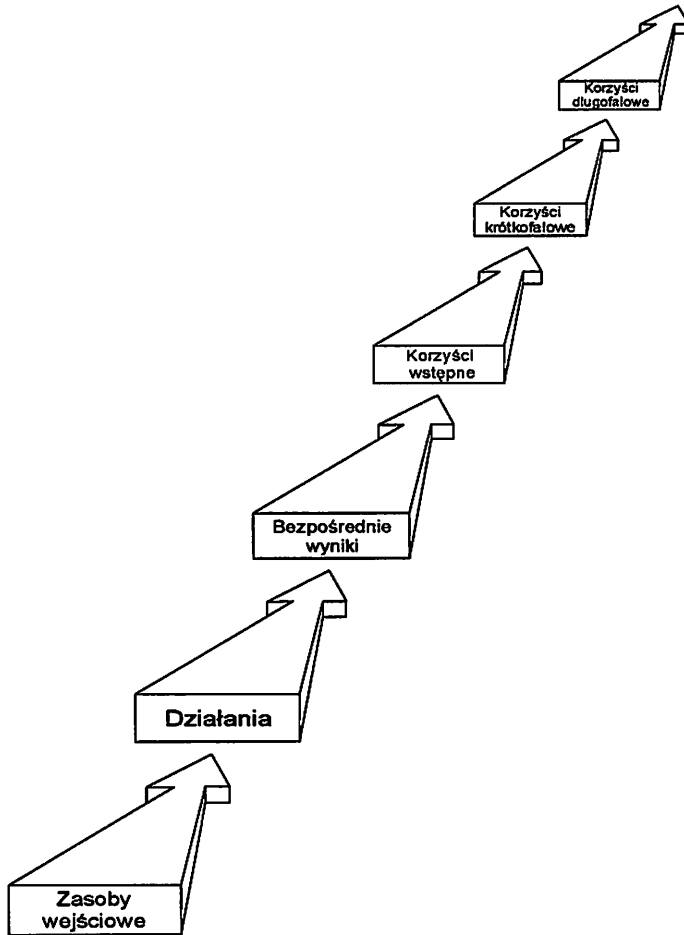 Korzyści
długofalowe
Korzyści
krótkofalowe
Korzyści
wstępne
Bezpośrednie
wyniki
Działania
Zasoby
wejściowe